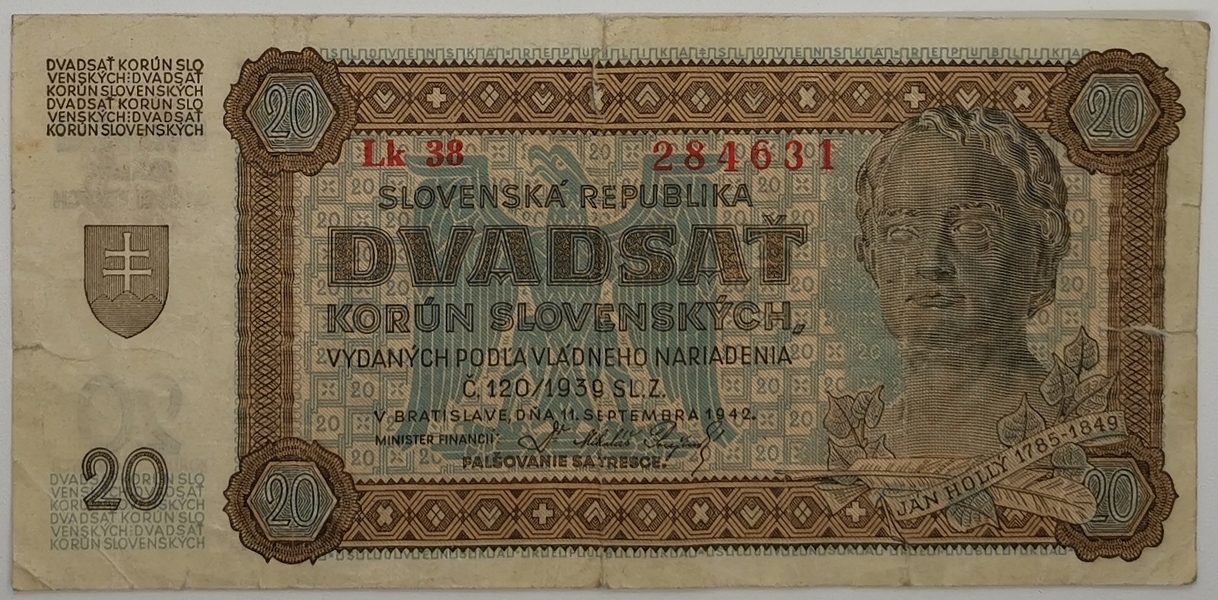 DVADSAŤ KORÚN SLO
VENSKÝCH:DVADSAŤ
KORÚN SLOVENSKÝCH
DVADSAŤ KORUN SLO
VENSKÝCH:DVADSAŤ
KORÚN SLOVENSKÝCH
20
20
Lk 38
284631
SLOVENSKÁ REPUBLIKA
DVADSAŤ
KORÚN SLOVENSKÝCH,
VYDANÝCH PODĽA VLÁDNEHO NARIADENIA
Č. 120/1939 SL. Z.
V BRATISLAVE, DŇA 11. SEPTEMBRA 1942.
MINISTER FINANCIÍ:
FALŠOVANIE SA TRESCE.
JÁN HOLLÝ 1785-1849
20
DVADSAŤ KORÚN SLO
VENSKÝCH:DVADSAŤ
KORÚN SLOVENSKÝCH
DVADSAŤ KORÚN SLO
VENSKÝCH:DVADSAŤ
KORÚN SLOVENSKÝCH
20
20